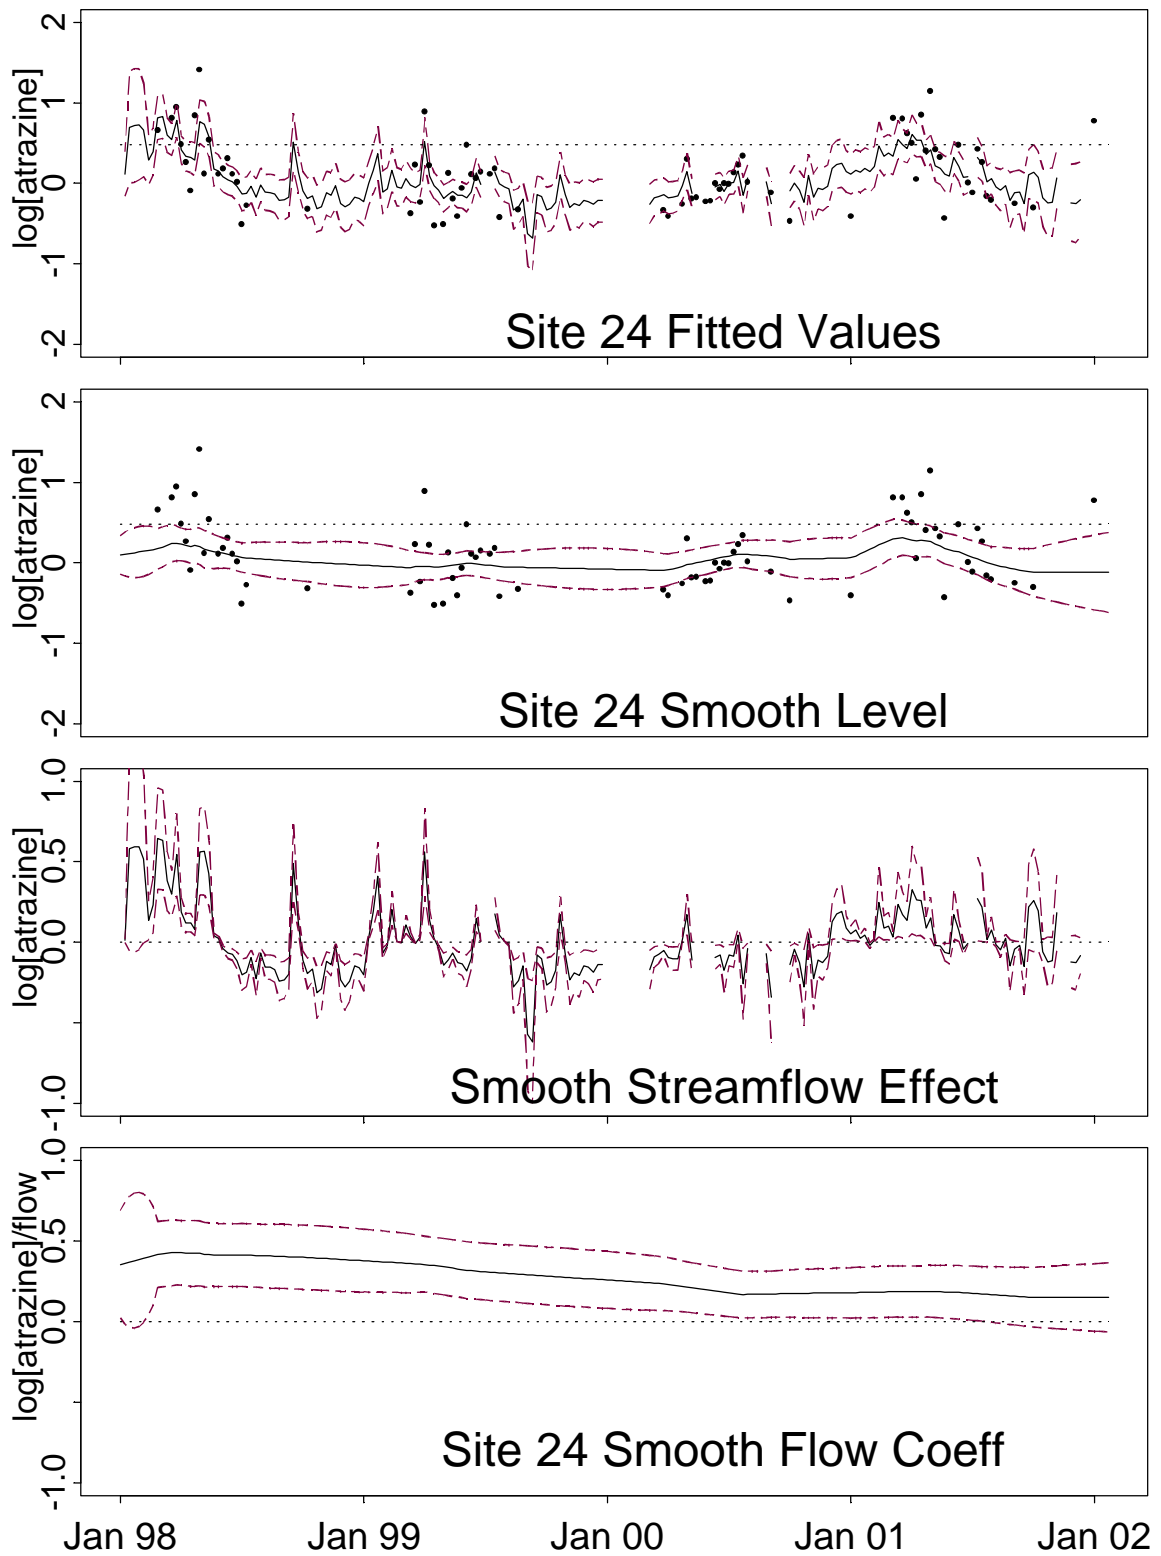 2
1
0
-1
-2
log[atrazine]
Site 24 Fitted Values
2
1
0
-1
-2
log[atrazine]
Site 24 Smooth Level
1.0
0.5
0.0
-1.0
log[atrazine]
Smooth Streamflow Effect
1.0
0.5
0.0
-1.0
log[atrazine]/flow
Site 24 Smooth Flow Coeff
Jan 98 Jan 99 Jan 00 Jan 01 Jan 02